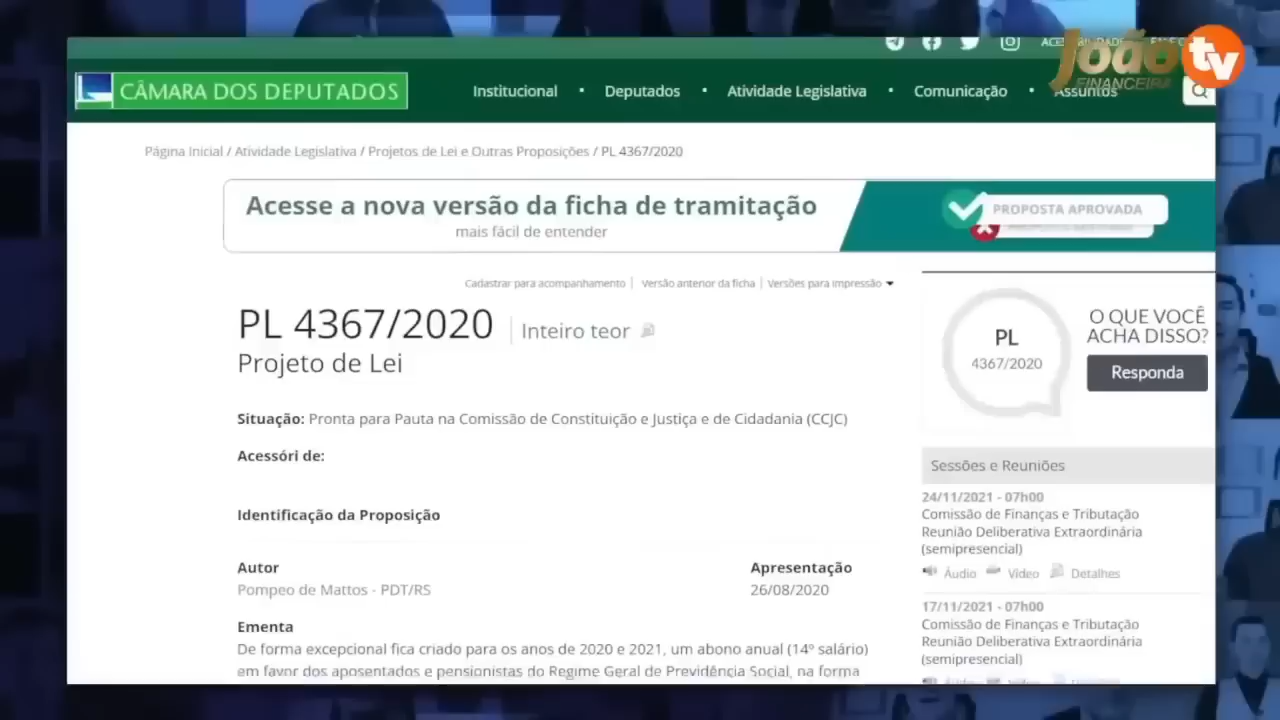 João
tv
FINANCEIRA
CÂMARA DOS DEPUTADOS
Institucional • Deputados • Atividade Legislativa • Comunicação • Assuntos
Página Inicial / Atividade Legislativa / Projetos de Lei e Outras Proposições / PL 4367/2020
Acesse a nova versão da ficha de tramitação
mais fácil de entender
PROPOSTA APROVADA
Cadastrar para acompanhamento | Versão anterior da ficha | Versões para impressão
PL 4367/2020 | Inteiro teor
Projeto de Lei
PL
4367/2020
O QUE VOCÊ
ACHA DISSO?
Responda
Situação: Pronta para Pauta na Comissão de Constituição e Justiça e de Cidadania (CCJC)
Acessóri de:
Identificação da Proposição
Autor
Pompeo de Mattos - PDT/RS
Apresentação
26/08/2020
Ementa
De forma excepcional fica criado para os anos de 2020 e 2021, um abono anual (14º salário)
em favor dos aposentados e pensionistas do Regime Geral de Previdência Social, na forma
Sessões e Reuniões
24/11/2021 - 07h00
Comissão de Finanças e Tributação
Reunião Deliberativa Extraordinária
(semipresencial)
Áudio Vídeo Detalhes
17/11/2021 - 07h00
Comissão de Finanças e Tributação
Reunião Deliberativa Extraordinária
(semipresencial)